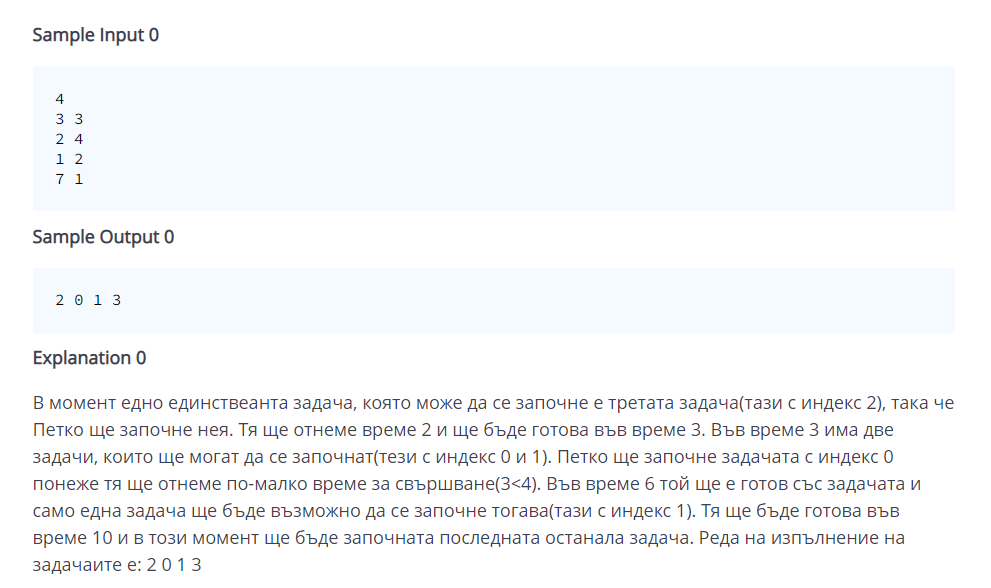 Sample Input 0
4
3 3
2 4
1 2
7 1
Sample Output 0
2 0 1 3
Explanation 0
В момент едно единствеанта задача, която може да се започне е третата задача(тази с индекс 2), така че
Петко ще започне нея. Тя ще отнеме време 2 и ще бъде готова във време 3. Във време 3 има две
задачи, които ще могат да се започнат(тези с индекс 0 и 1). Петко ще започне задачата с индекс 0
понеже тя ще отнеме по-малко време за свършване(3<4). Във време 6 той ще е готов със задачата и
само една задача ще бъде възможно да се започне тогава(тази с индекс 1). Тя ще бъде готова във
време 10 и в този момент ще бъде започната последната останала задача. Реда на изпълнение на
задачаите е: 2 0 1 3